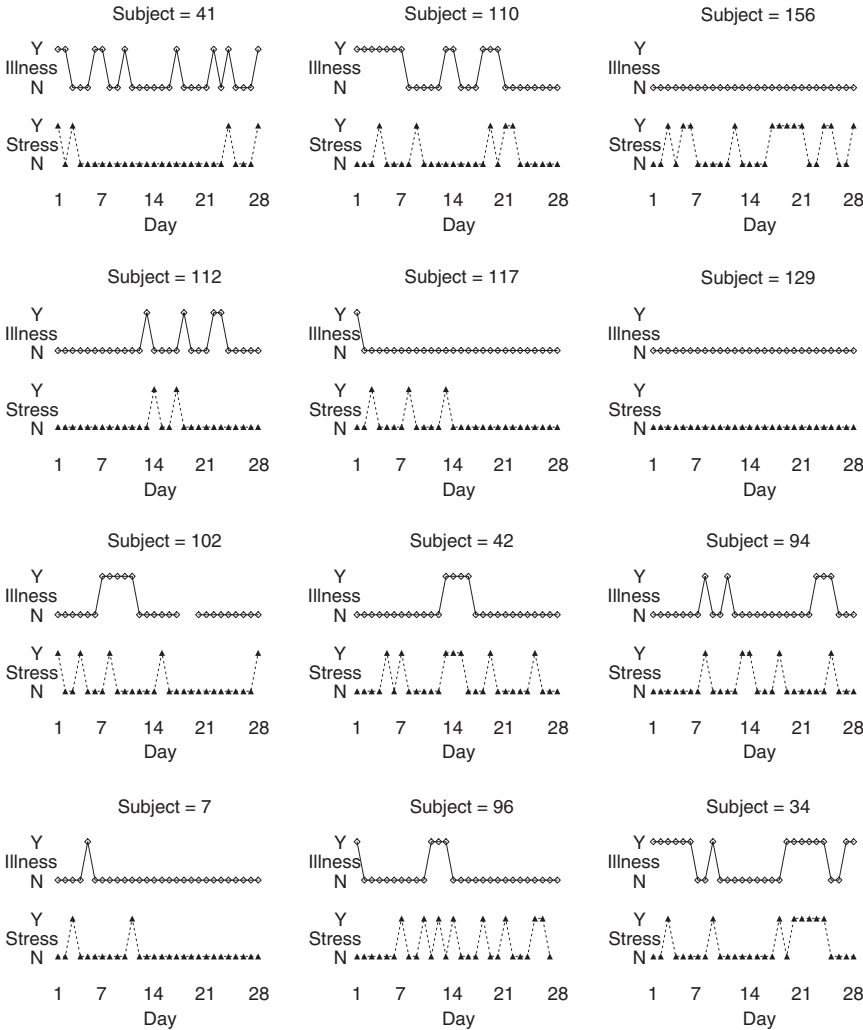 Subject = 41
Y
Illness
N
Y
Stress
N
1 7 14 21 28
Day
Subject = 110
Y
Illness
N
Y
Stress
N
1 7 14 21 28
Day
Subject = 156
Y
Illness
N
Y
Stress
N
1 7 14 21 28
Day
Subject = 112
Y
Illness
N
Y
Stress
N
1 7 14 21 28
Day
Subject = 117
Y
Illness
N
Y
Stress
N
1 7 14 21 28
Day
Subject = 129
Y
Illness
N
Y
Stress
N
1 7 14 21 28
Day
Subject = 102
Y
Illness
N
Y
Stress
N
1 7 14 21 28
Day
Subject = 42
Y
Illness
N
Y
Stress
N
1 7 14 21 28
Day
Subject = 94
Y
Illness
N
Y
Stress
N
1 7 14 21 28
Day
Subject = 7
Y
Illness
N
Y
Stress
N
1 7 14 21 28
Day
Subject = 96
Y
Illness
N
Y
Stress
N
1 7 14 21 28
Day
Subject = 34
Y
Illness
N
Y
Stress
N
1 7 14 21 28
Day